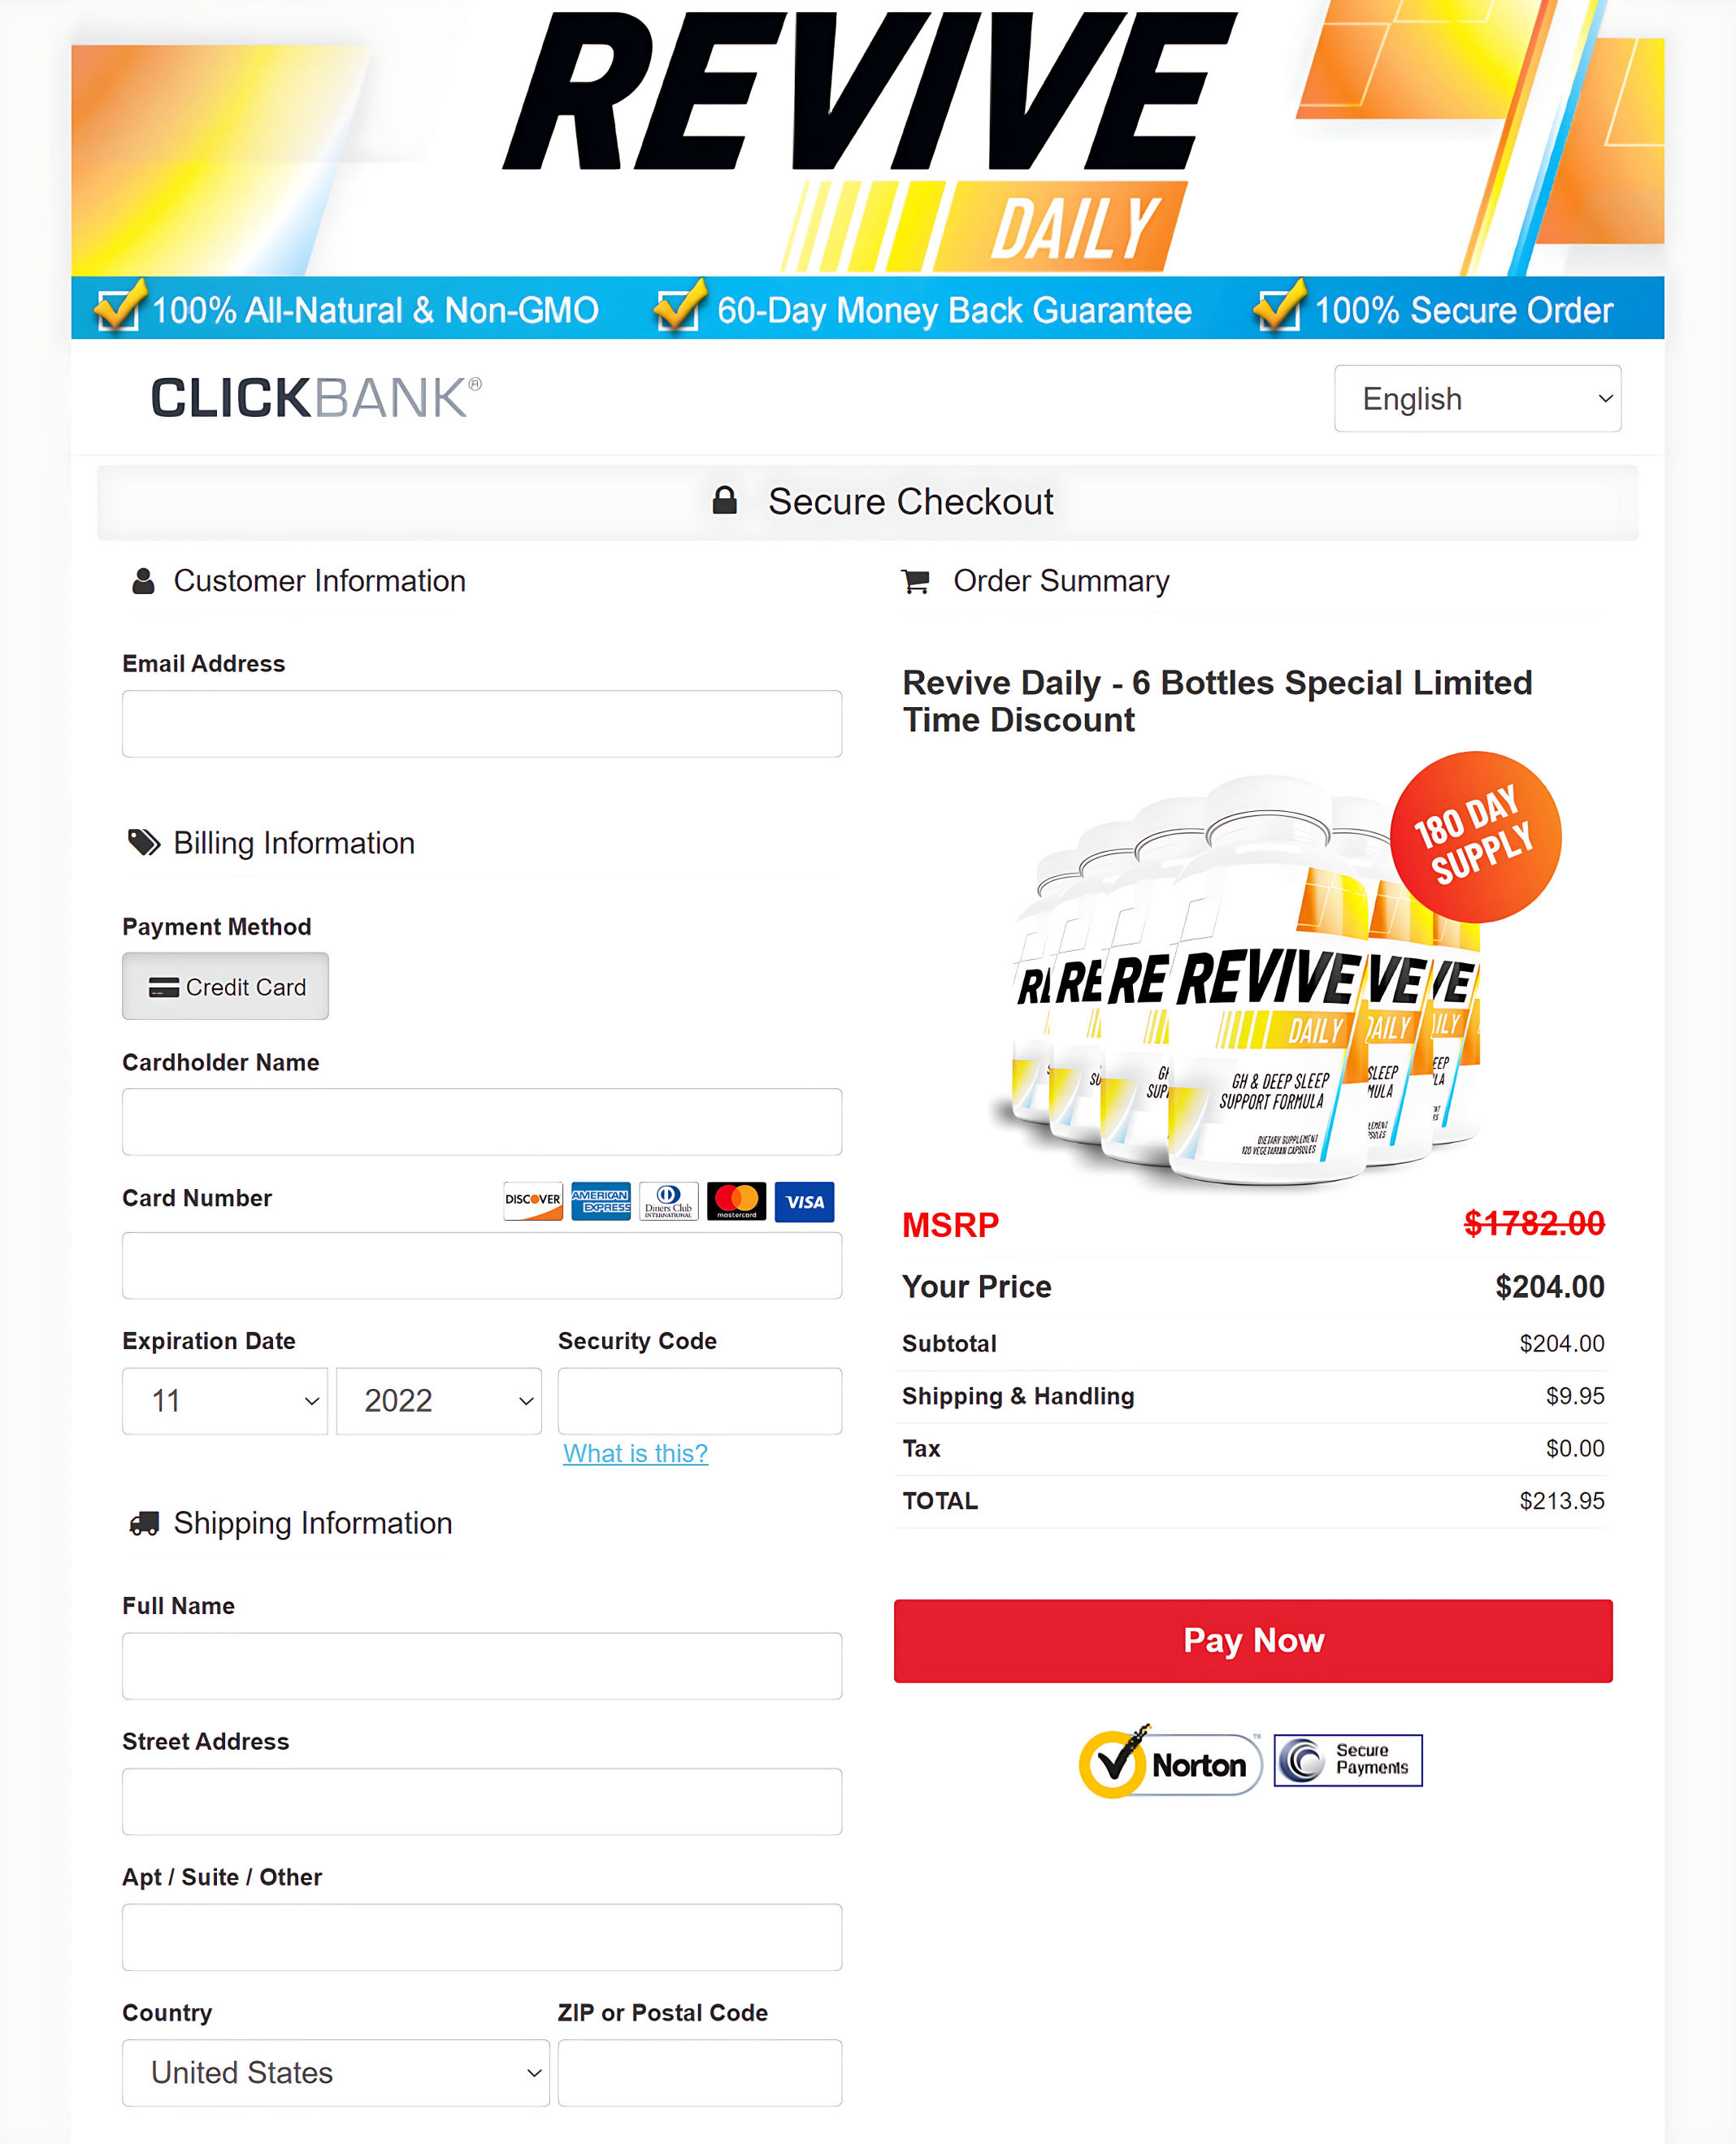 REVIVE
DAILY
100% All-Natural & Non-GMO
60-Day Money Back Guarantee
100% Secure Order
CLICKBANK®
English
Secure Checkout
Customer Information
Email Address
Billing Information
Payment Method
Credit Card
Cardholder Name
Card Number
DISCOVER
AMERICAN
EXPRESS
Diners Club
INTERNATIONAL
mastercard
VISA
Expiration Date
Security Code
11
2022
What is this?
Shipping Information
Full Name
Street Address
Apt / Suite / Other
Country
ZIP or Postal Code
United States
Order Summary
Revive Daily - 6 Bottles Special Limited
Time Discount
180 DAY
SUPPLY
REVIVE
DAILY
GH & DEEP SLEEP
SUPPORT FORMULA
DIETARY SUPPLEMENT
120 VEGETARIAN CAPSULES
MSRP
$1782.00
Your Price
$204.00
Subtotal
$204.00
Shipping & Handling
$9.95
Tax
$0.00
TOTAL
$213.95
Pay Now
Norton
Secure
Payments